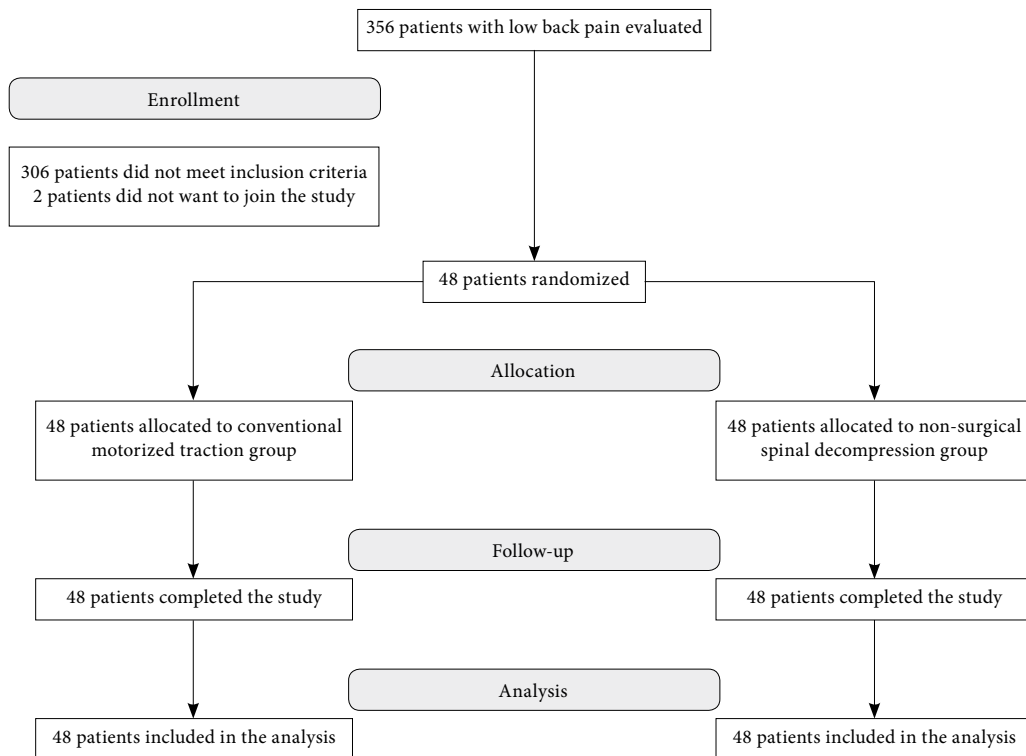 356 patients with low back pain evaluated
Enrollment
306 patients did not meet inclusion criteria
2 patients did not want to join the study
48 patients randomized
Allocation
48 patients allocated to conventional
motorized traction group
48 patients allocated to non-surgical
spinal decompression group
Follow-up
48 patients completed the study
48 patients completed the study
Analysis
48 patients included in the analysis
48 patients included in the analysis